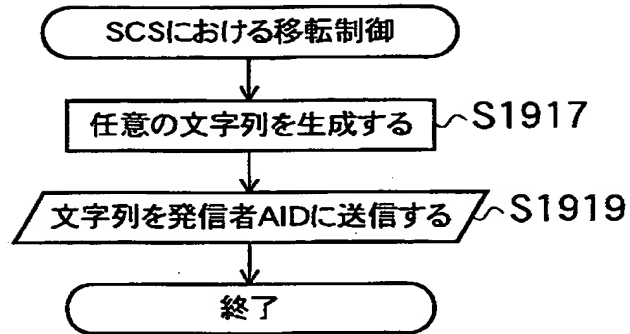 SCSにおける移転制御
任意の文字列を生成する
S1917
文字列を発信者AIDに送信する
S1919
終了